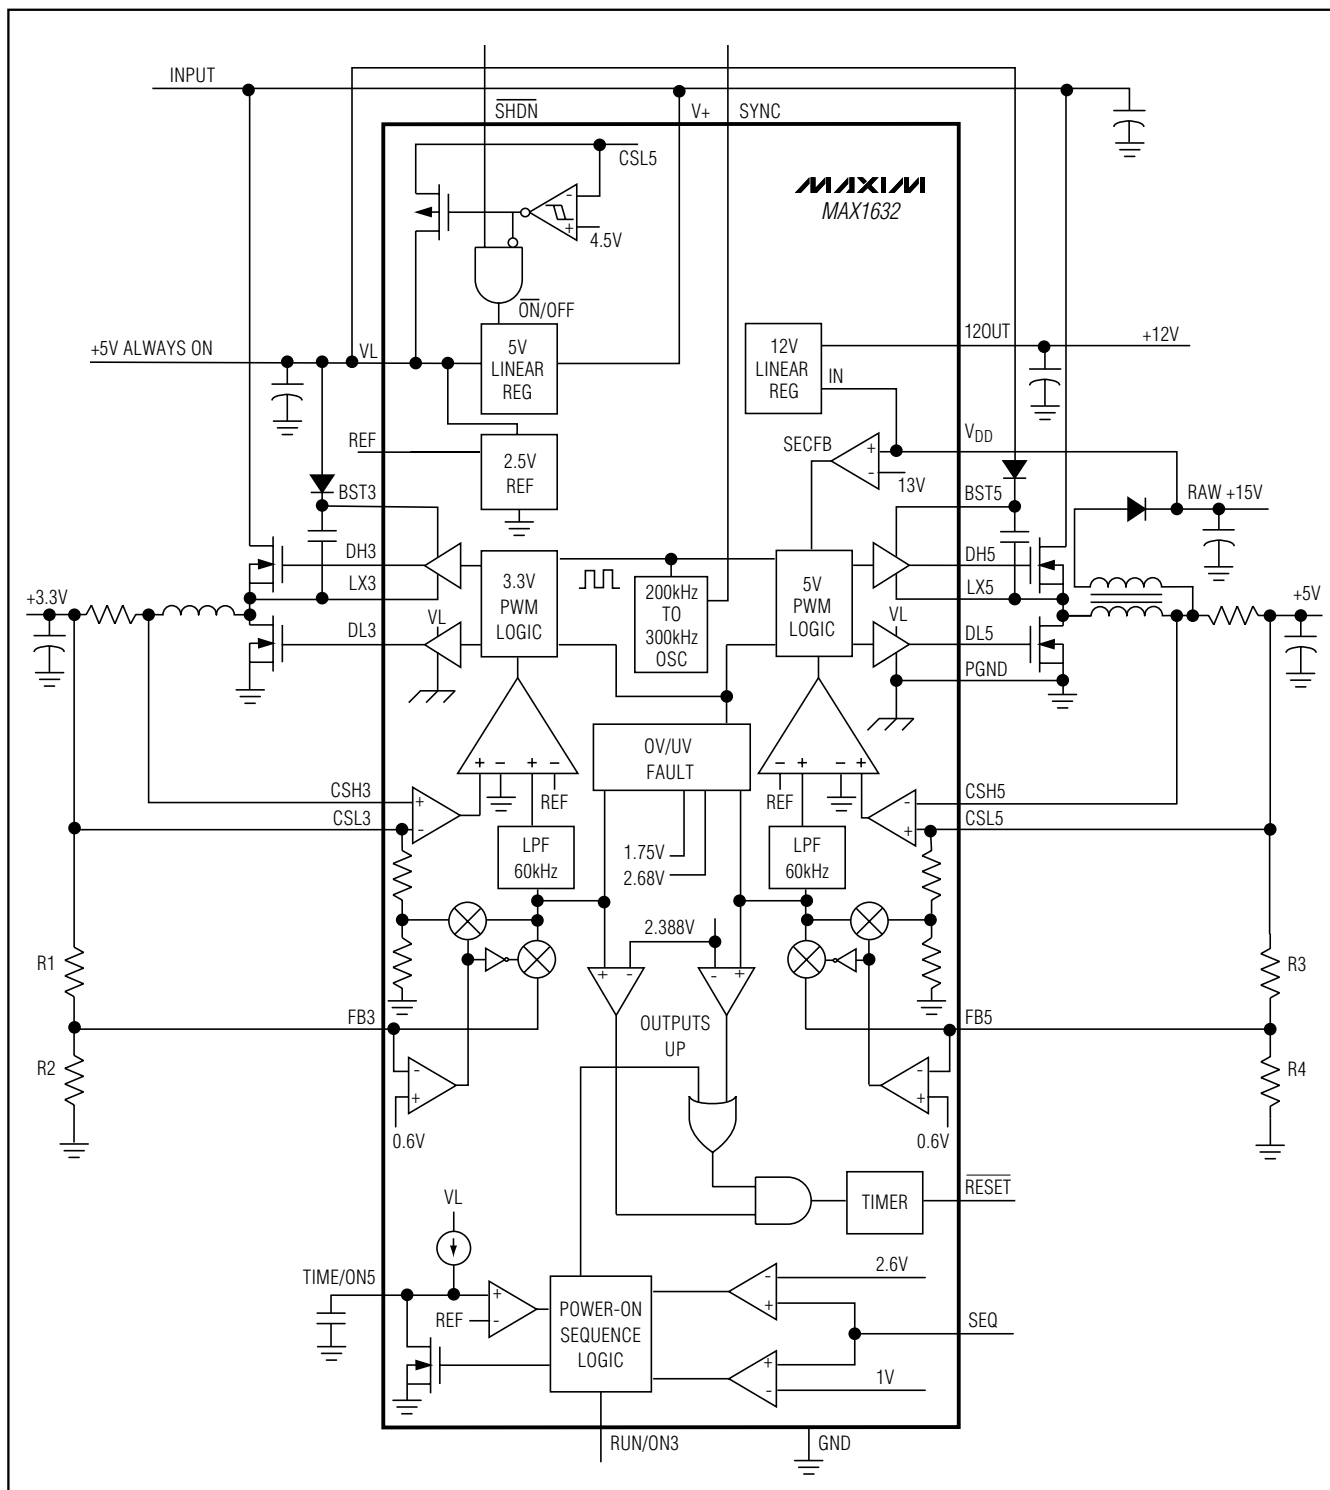 INPUT
SHDN
V+
SYNC
CSL5
MAXIM
MAX1632
-
+
4.5V
ON/OFF
+5V ALWAYS ON
VL
5V
LINEAR
REG
12V
LINEAR
REG
IN
12OUT
+12V
REF
2.5V
REF
SECFB
+
-
13V
VDD
BST3
BST5
RAW +15V
DH3
LX3
3.3V
PWM
LOGIC
200kHz
TO
300kHz
OSC
5V
PWM
LOGIC
DH5
LX5
+3.3V
+5V
VL
DL3
VL
DL5
PGND
OV/UV
FAULT
+ - + -
- + - +
REF
REF
CSH3
+
CSL3
-
CSH5
-
CSL5
+
LPF
60kHz
1.75V
2.68V
LPF
60kHz
2.388V
+ -
- +
R1
R3
FB3
OUTPUTS
UP
FB5
R2
-
+
0.6V
-
+
0.6V
R4
RESET
TIMER
VL
TIME/ON5
+
REF
-
POWER-ON
SEQUENCE
LOGIC
-
2.6V
+
SEQ
+
-
1V
RUN/ON3
GND